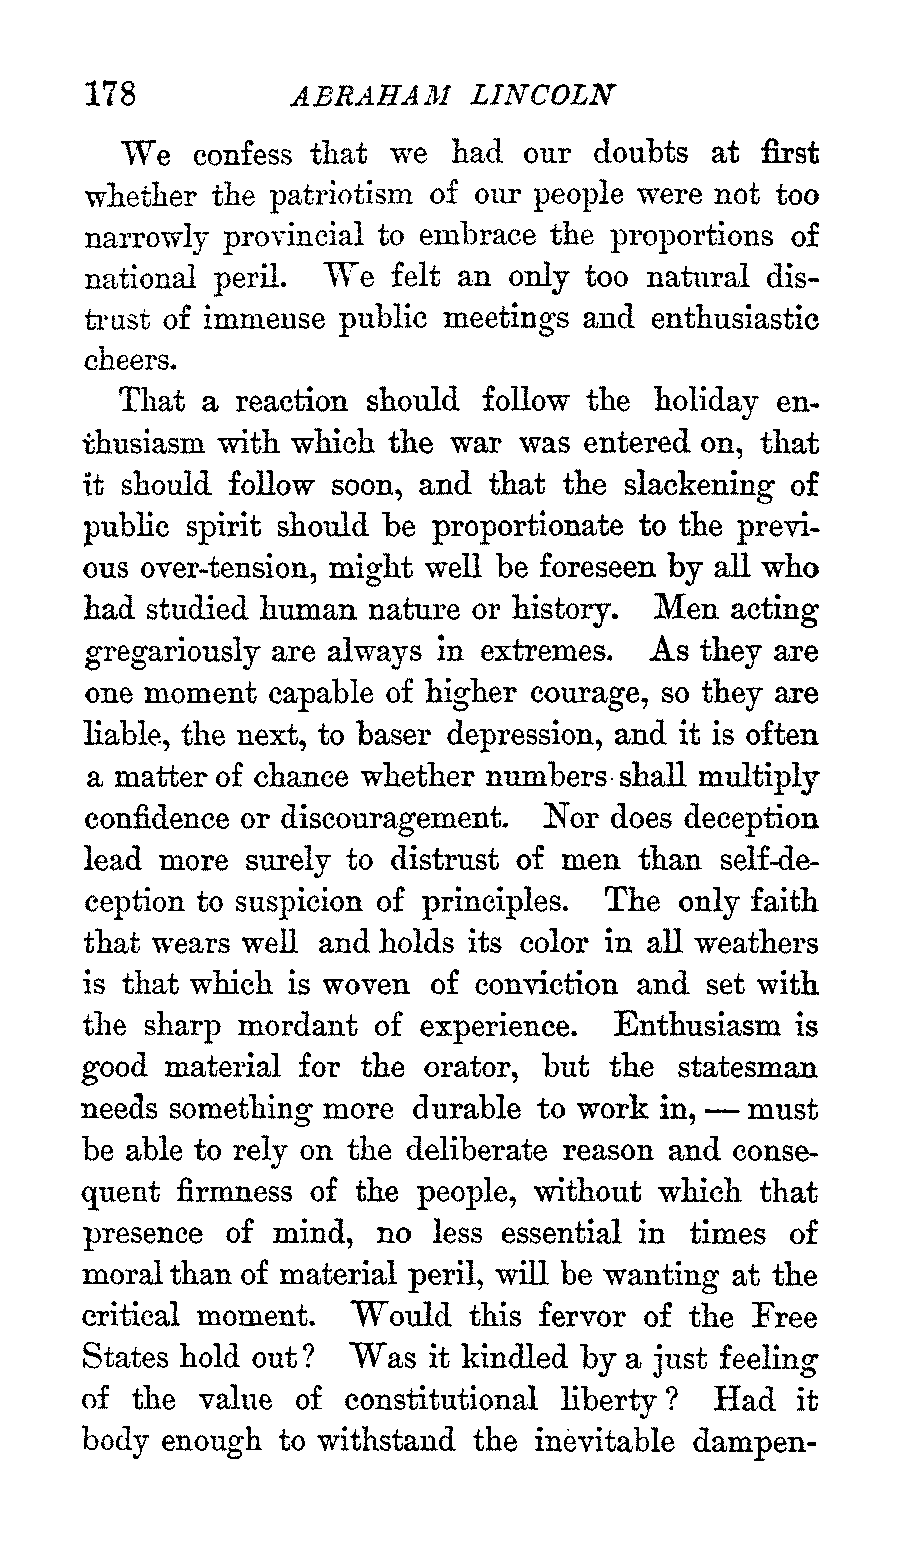 178 ABRAHAM LINCOLN
We confess that we had our doubts at first
whether the patriotism of our people were not too
narrowly provincial to embrace the proportions of
national peril. We felt an only too natural dis-
trust of immense public meetings and enthusiastic
cheers.
That a reaction should follow the holiday en-
thusiasm with which the war was entered on, that
it should follow soon, and that the slackening of
public spirit should be proportionate to the previ-
ous over-tension, might well be foreseen by all who
had studied human nature or history. Men acting
gregariously are always in extremes. As they are
one moment capable of higher courage, so they are
liable, the next, to baser depression, and it is often
a matter of chance whether numbers shall multiply
confidence or discouragement. Nor does deception
lead more surely to distrust of men than self-de-
ception to suspicion of principles. The only faith
that wears well and holds its color in all weathers
is that which is woven of conviction and set with
the sharp mordant of experience. Enthusiasm is
good material for the orator, but the statesman
needs something more durable to work in, — must
be able to rely on the deliberate reason and conse-
quent firmness of the people, without which that
presence of mind, no less essential in times of
moral than of material peril, will be wanting at the
critical moment. Would this fervor of the Free
States hold out? Was it kindled by a just feeling
of the value of constitutional liberty? Had it
body enough to withstand the inevitable dampen-